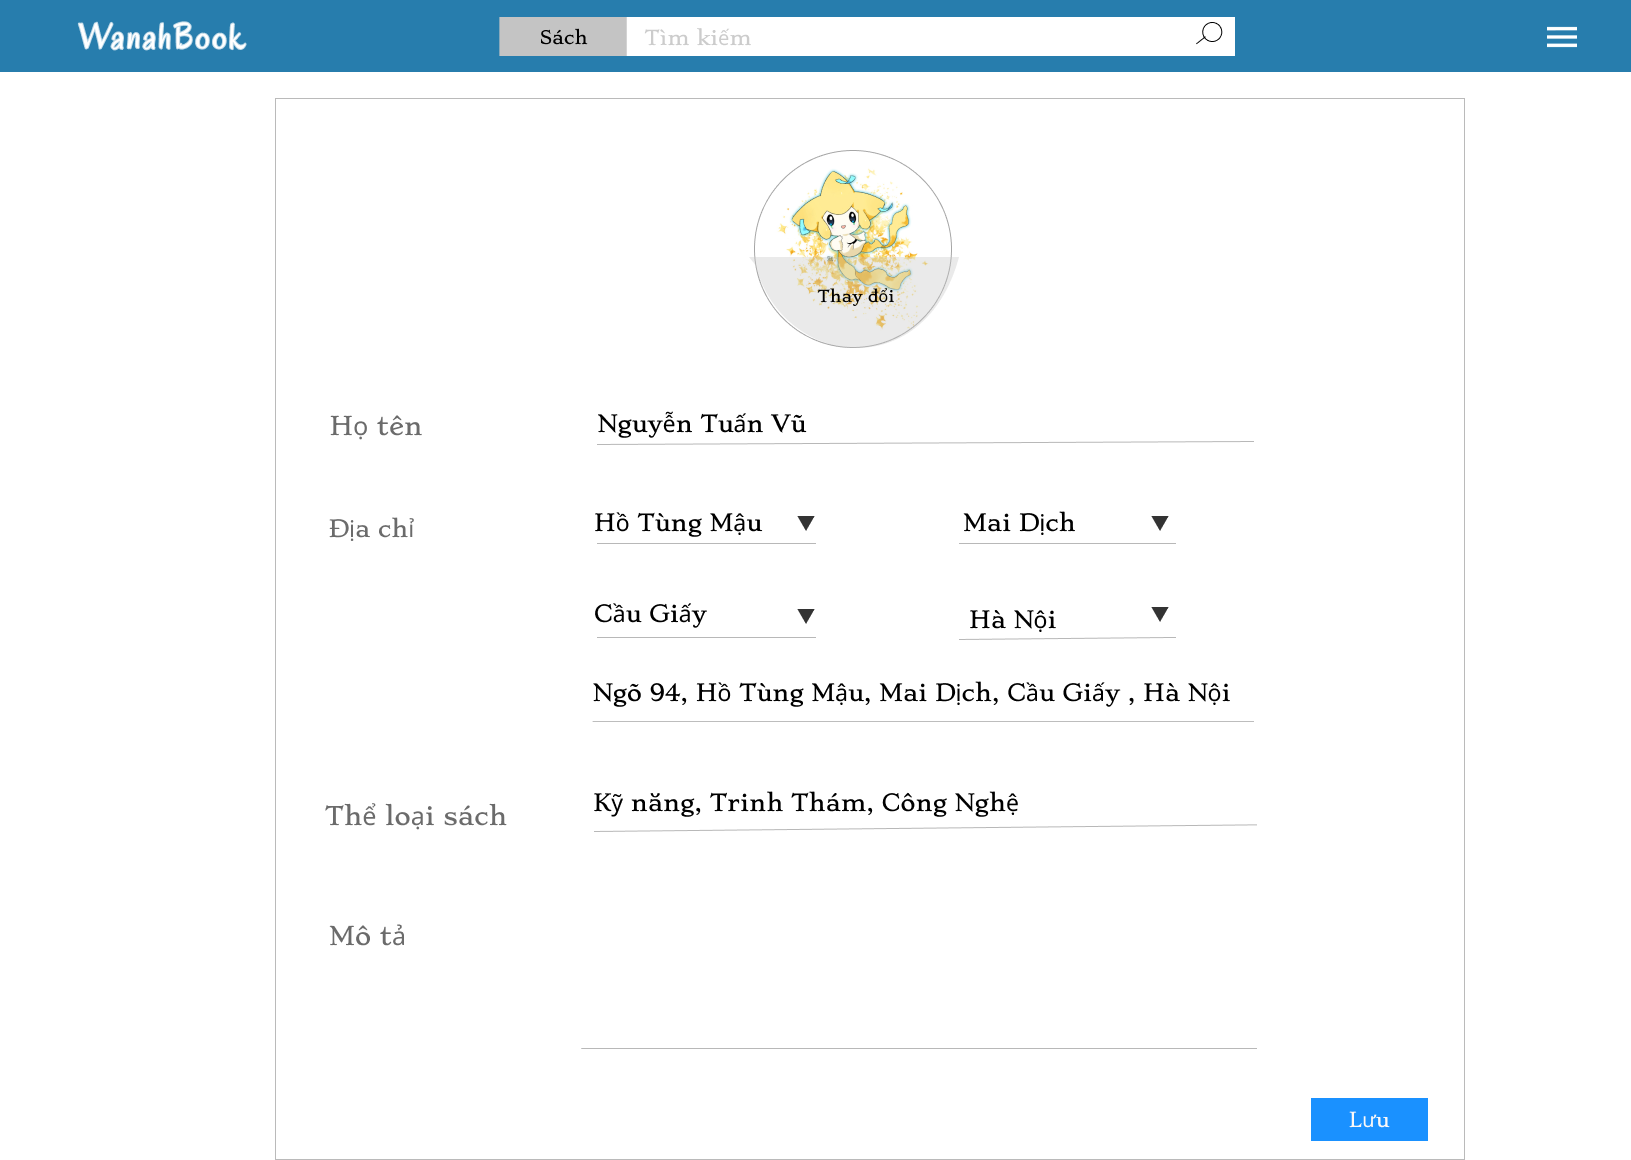 WanahBook
Sách
Tìm kiếm
Thay đổi
Họ tên
Nguyễn Tuấn Vũ
Địa chỉ
Hồ Tùng Mậu
Mai Dịch
Cầu Giấy
Hà Nội
Ngõ 94, Hồ Tùng Mậu, Mai Dịch, Cầu Giấy , Hà Nội
Thể loại sách
Kỹ năng, Trinh Thám, Công Nghệ
Mô tả
Lưu